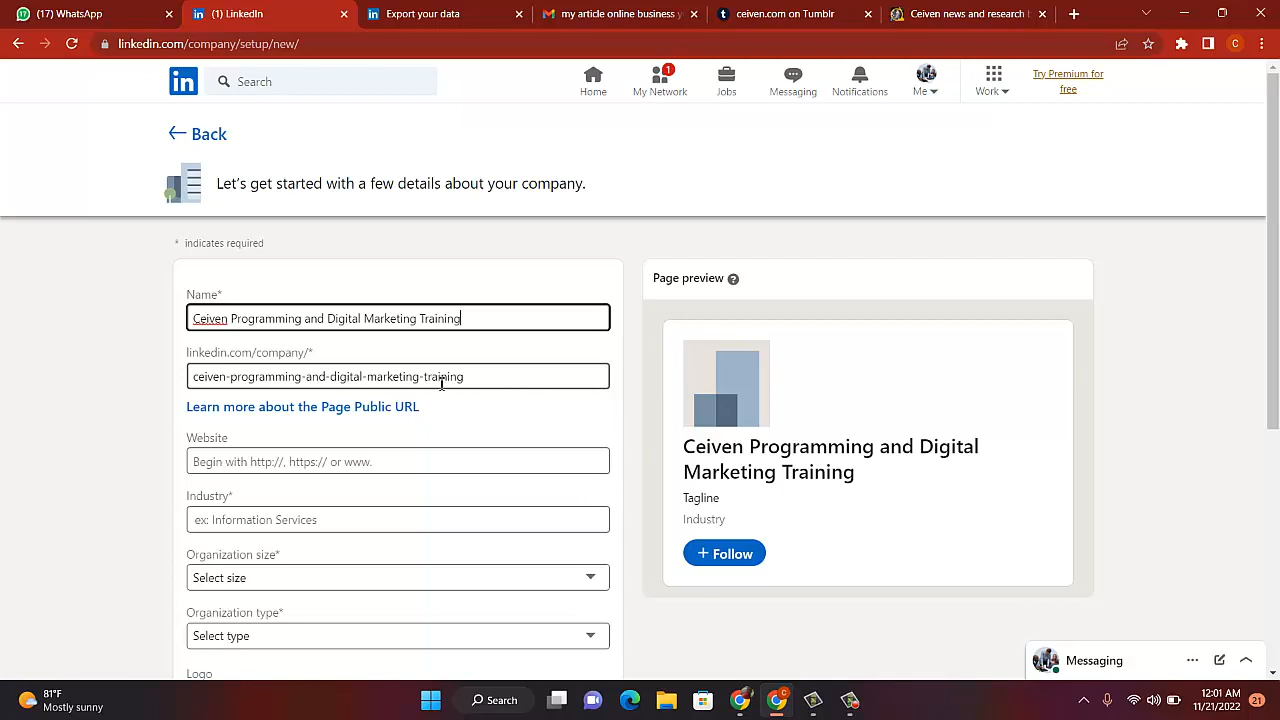 (17) WhatsApp
(1) LinkedIn
Export your data
my article online business y
ceiven.com on Tumblr
Ceiven news and research b
linkedin.com/company/setup/new/
C
in
Search
Home
1
My Network
Jobs
Messaging
Notifications
Me
Work
Try Premium for
free
Back
Let's get started with a few details about your company.
* indicates required
Name*
Ceiven Programming and Digital Marketing Training
linkedin.com/company/*
ceiven-programming-and-digital-marketing-training
Learn more about the Page Public URL
Website
Begin with http://, https:// or www.
Industry*
ex: Information Services
Organization size*
Select size
Organization type*
Select type
Logo
Page preview ?
Ceiven Programming and Digital
Marketing Training
Tagline
Industry
+ Follow
Messaging
81°F
Mostly sunny
Search
12:01 AM
11/21/2022
21